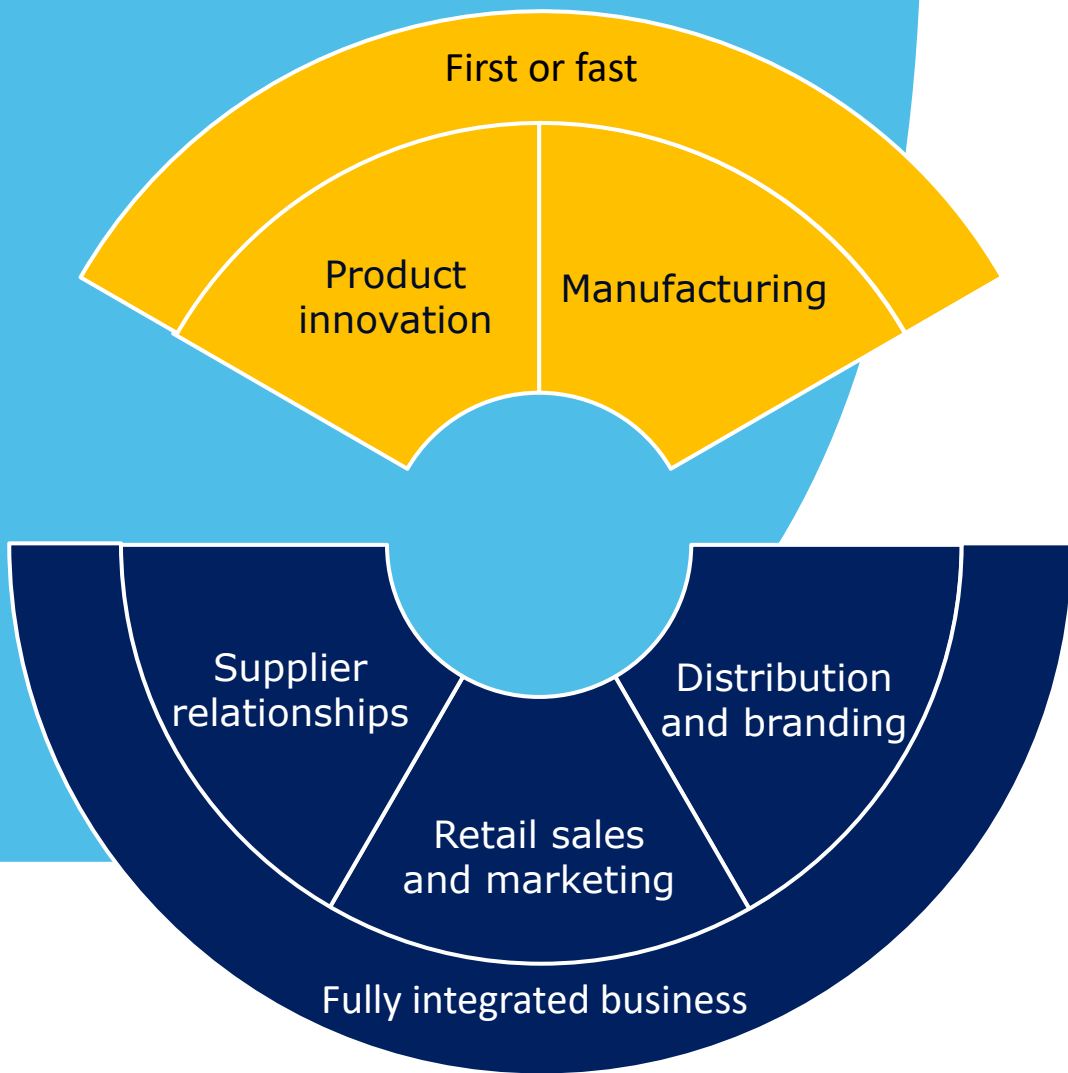 First or fast
Product
innovation
Manufacturing
Supplier
relationships
Distribution
and branding
Retail sales
and marketing
Fully integrated business